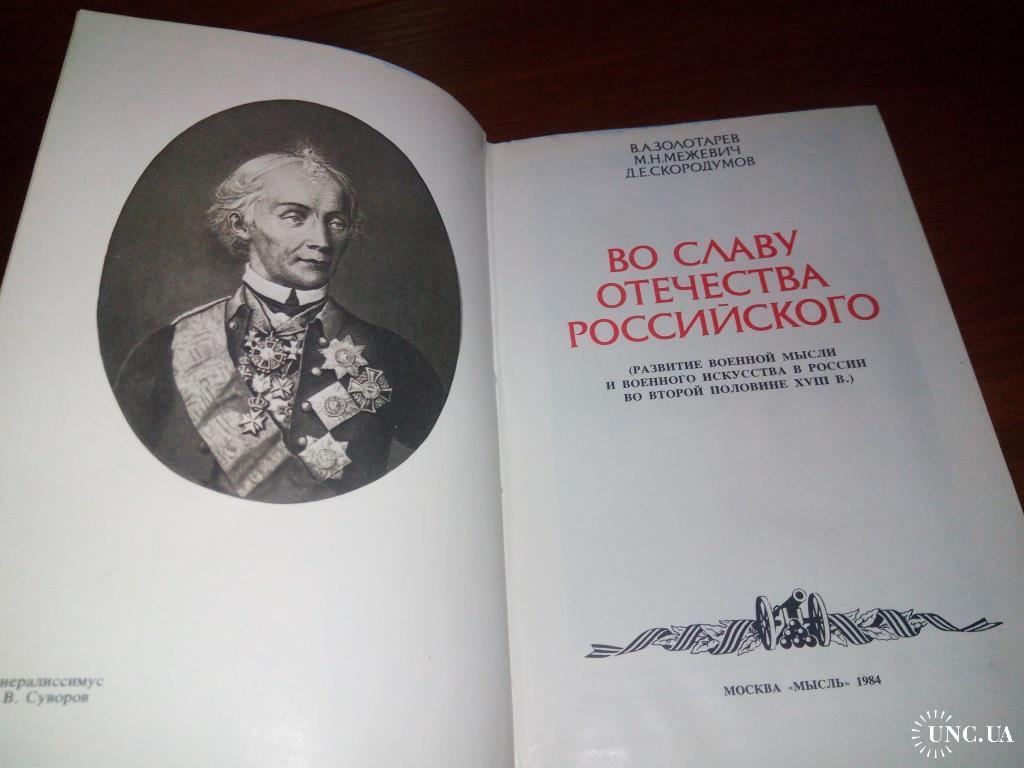 нералиссимус
В. Суворов
В.А.ЗОЛОТАРЕВ
М.Н.МЕЖЕВИЧ
Д.Е.СКОРОДУМОВ
ВО СЛАВУ
ОТЕЧЕСТВА
РОССИЙСКОГО
(РАЗВИТИЕ ВОЕННОЙ МЫСЛИ
И ВОЕННОГО ИСКУССТВА В РОССИИ
ВО ВТОРОЙ ПОЛОВИНЕ XVIII В.)
МОСКВА «МЫСЛЬ» 1984
UNC.UA